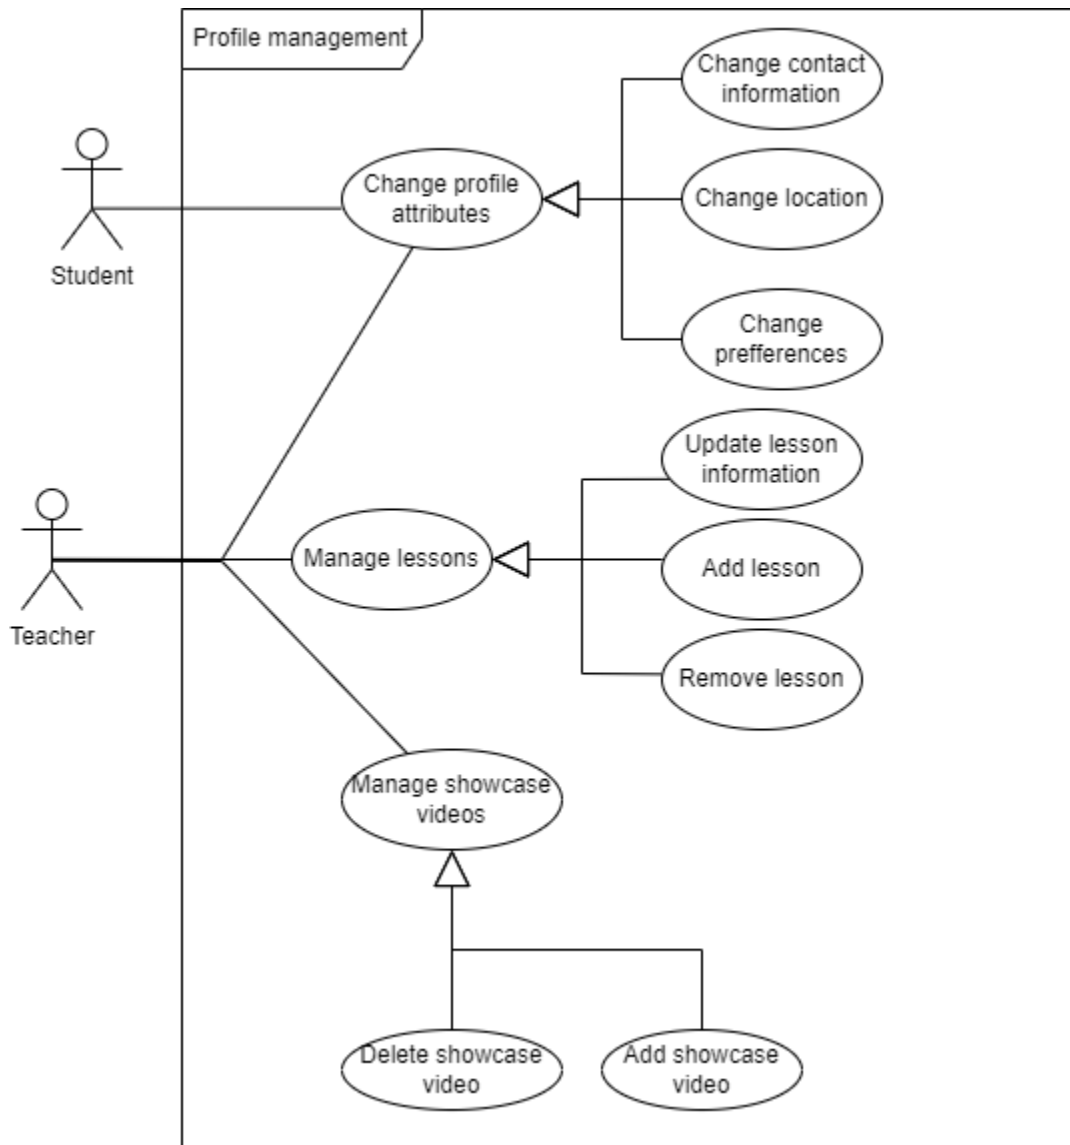 Profile management
Change contact
information
Student
Change profile
attributes
Change location
Change
prefferences
Teacher
Manage lessons
Update lesson
information
Add lesson
Remove lesson
Manage showcase
videos
Delete showcase
video
Add showcase
video